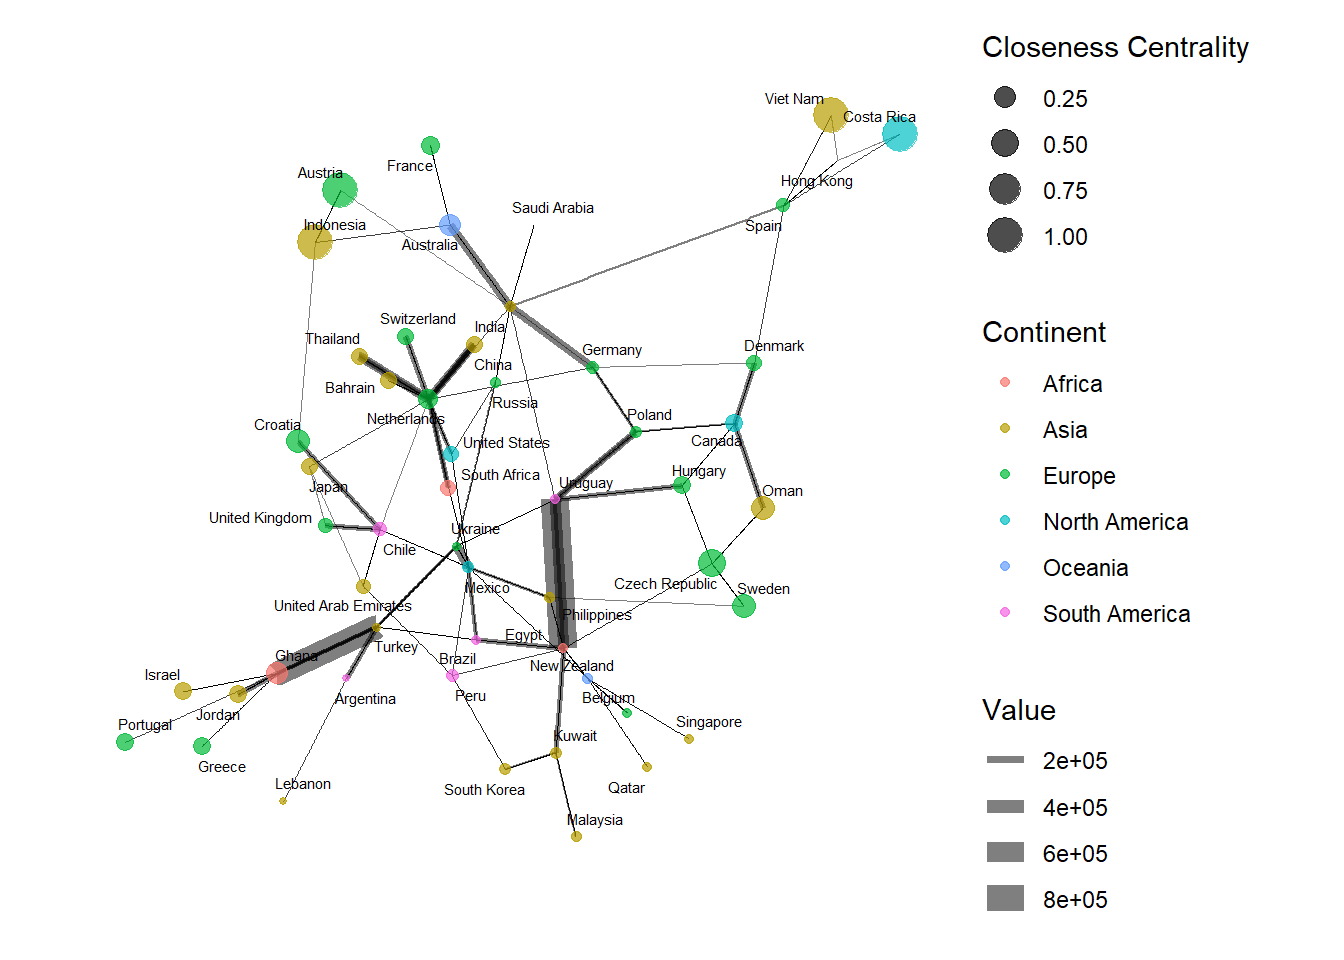 Closeness Centrality
0.25
0.50
0.75
1.00
Continent
Africa
Asia
Europe
North America
Oceania
South America
Value
2e+05
4e+05
6e+05
8e+05
Viet Nam
Costa Rica
France
Austria
Hong Kong
Saudi Arabia
Indonesia
Spain
Australia
Switzerland
India
Thailand
Germany
Denmark
China
Bahrain
Russia
Netherlands
Poland
Croatia
Canada
United States
South Africa
Hungary
Uruguay
Japan
Oman
United Kingdom
Ukraine
Chile
Czech Republic
Mexico
Sweden
United Arab Emirates
Philippines
Egypt
Turkey
Ghana
Brazil
New Zealand
Israel
Argentina
Peru
Belgium
Jordan
Portugal
Singapore
Kuwait
Greece
Lebanon
South Korea
Qatar
Malaysia